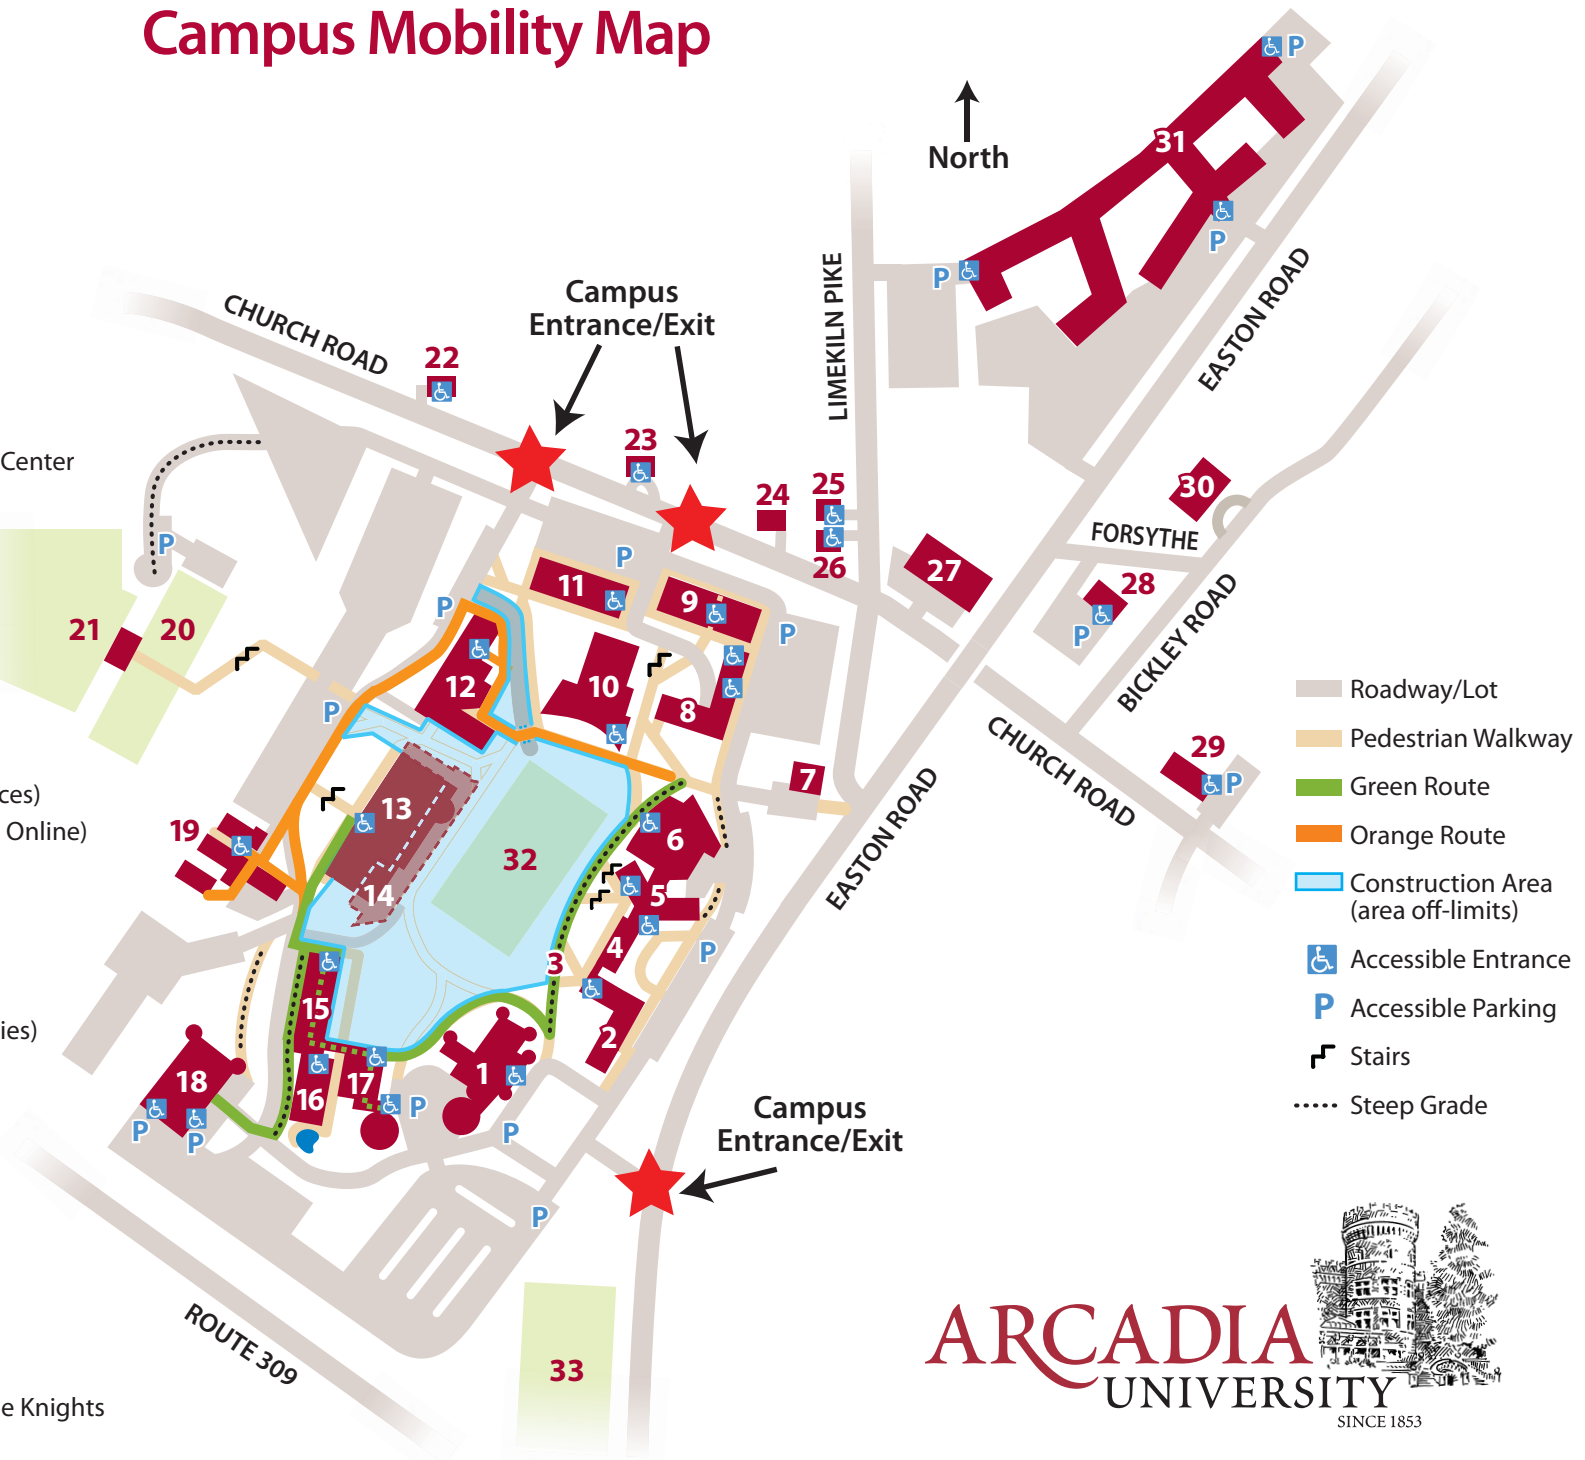 Campus Mobility Map
North
31
P
P
P
LIMEKILN PIKE
EASTON ROAD
Campus
Entrance/Exit
CHURCH ROAD
22
23
24
25
26
27
30
FORSYTHE
28
P
BICKLEY ROAD
Center
P
21
20
11
P
9
P
P
12
10
8
P
7
CHURCH ROAD
29
P
EASTON ROAD
ces)
Online)
19
13
14
32
6
5
4
3
P
2
ies)
15
18
16
17
1
P
P
P
P
P
Campus
Entrance/Exit
33
ROUTE 309
e Knights
Roadway/Lot
Pedestrian Walkway
Green Route
Orange Route
Construction Area
(area off-limits)
Accessible Entrance
P Accessible Parking
Stairs
Steep Grade
ARCADIA
UNIVERSITY
SINCE 1853